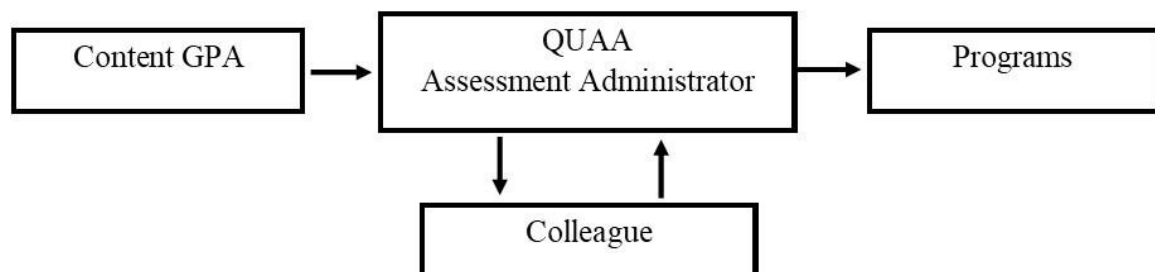 Content GPA
QUAA
Assessment Administrator
Programs
Colleague